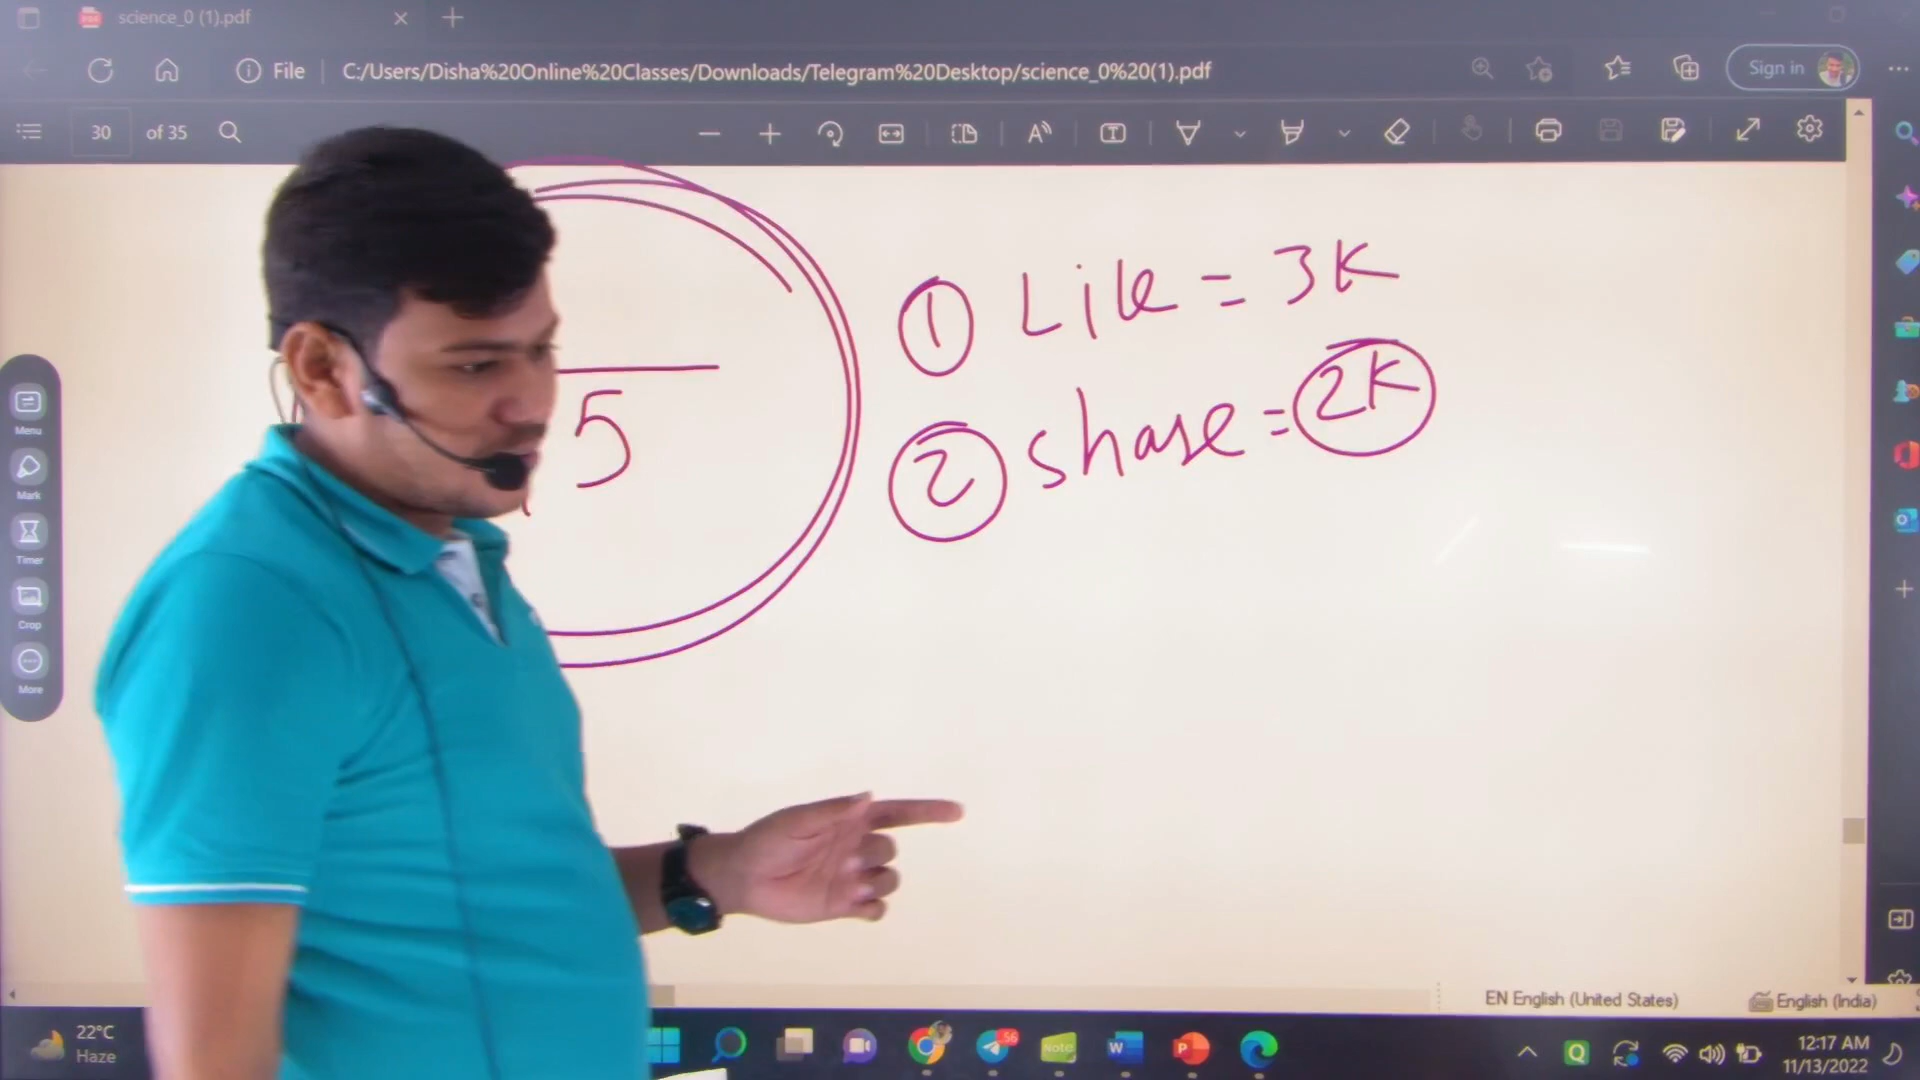 science_0 (1).pdf
File C:/Users/Disha%20Online%20Classes/Downloads/Telegram%20Desktop/science_0%20(1).pdf Sign in
30 of 35
① Like = 3K
② Share = 2K
5
Menu
Mark
Timer
Crop
More
EN English (United States) English (India)
22°C
Haze
56
Note
W
P
Q
12:17 AM
11/13/2022